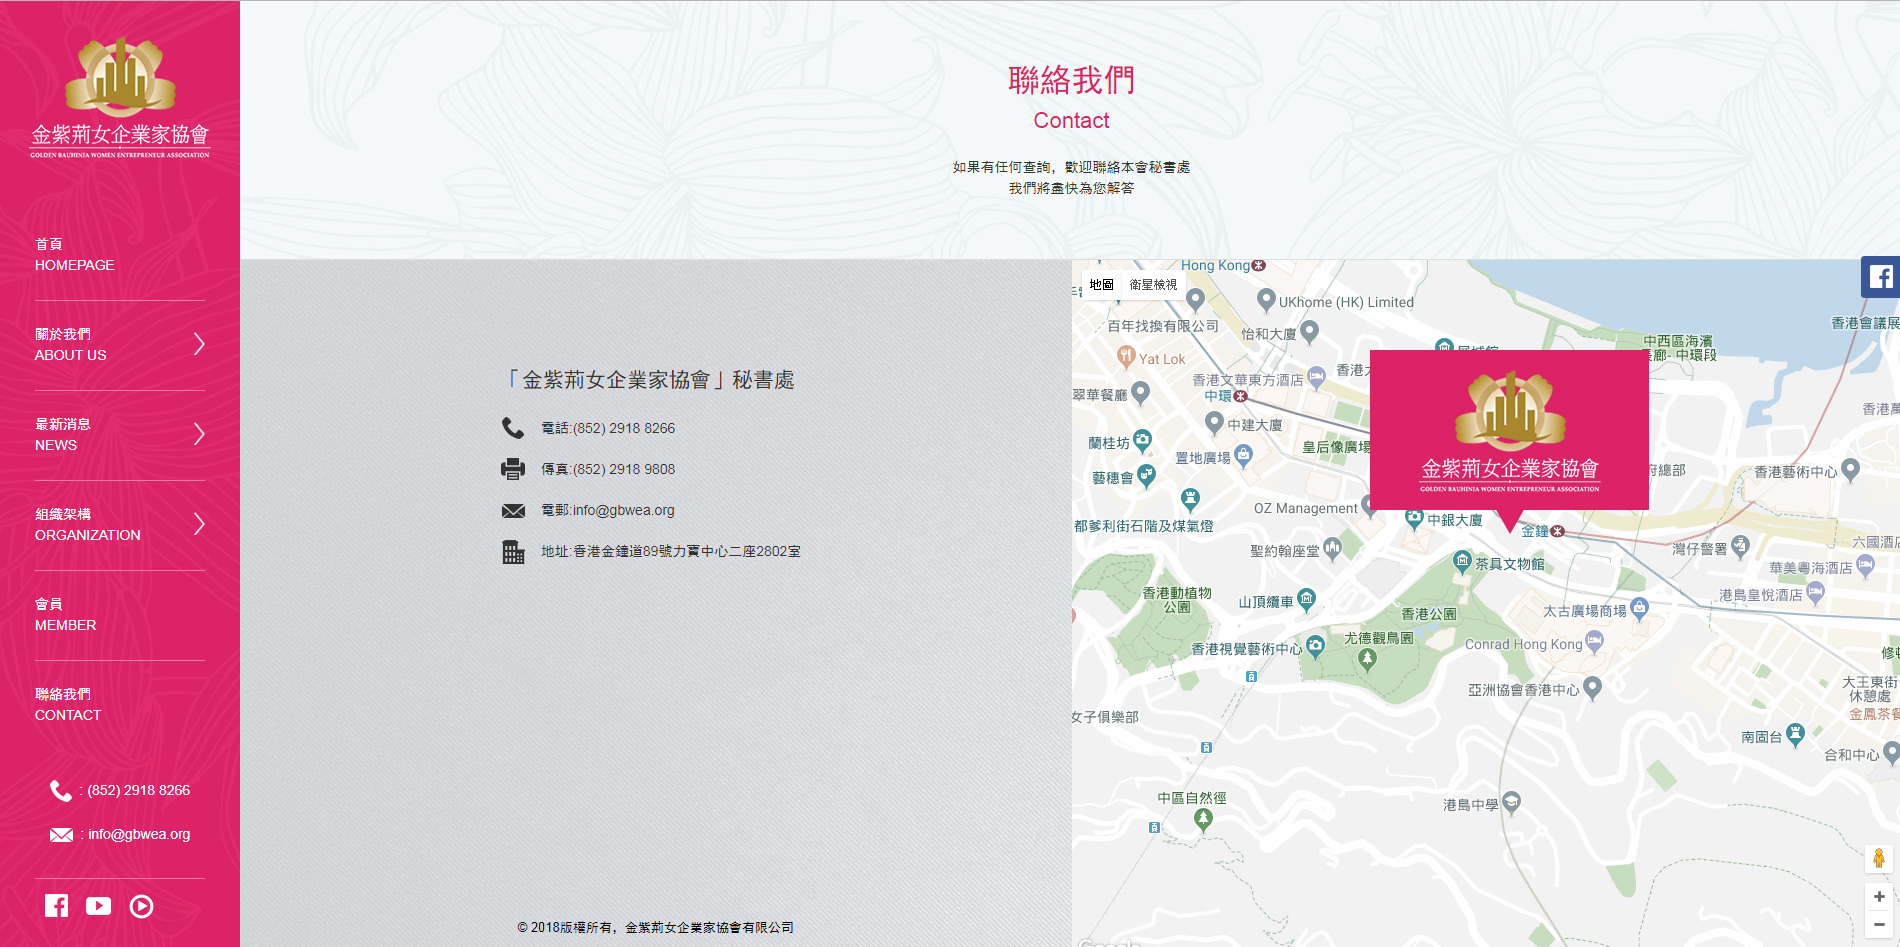 金紫荊女企業家協會
GOLDEN BAUHINIA WOMEN ENTREPRENEUR ASSOCIATION
首頁
HOMEPAGE
關於我們
ABOUT US
最新消息
NEWS
組織架構
ORGANIZATION
會員
MEMBER
聯絡我們
CONTACT
: (852) 2918 8266
: info@gbwea.org
聯絡我們
Contact
如果有任何查詢，歡迎聯絡本會秘書處
我們將盡快為您解答
「金紫荊女企業家協會」秘書處
電話:(852) 2918 8266
傳真:(852) 2918 9808
電郵:info@gbwea.org
地址:香港金鐘道89號力寶中心二座2802室
© 2018版權所有，金紫荊女企業家協會有限公司
Hong Kong
地圖
衛星檢視
UKhome (HK) Limited
百年找換有限公司
怡和大廈
香港會議展
中西區海濱
長廊- 中環段
Yat Lok
香港文華東方酒店
翠華餐廳
中環
中建大廈
蘭桂坊
置地廣場
皇后像廣場
藝穗會
金紫荊女企業家協會
GOLDEN BAUHINIA WOMEN ENTREPRENEUR ASSOCIATION
府總部
香港藝術中心
OZ Management
都爹利街石階及煤氣燈
中銀大廈
金鐘
聖約翰座堂
茶具文物館
灣仔警署
六國酒店
華美粵海酒店
港島皇悅酒店
香港動植物
公園
山頂纜車
香港公園
太古廣場商場
尤德觀鳥園
香港視覺藝術中心
Conrad Hong Kong
亞洲協會香港中心
大王東街
休憩處
金鳳茶餐
女子俱樂部
南固台
合和中心
中區自然徑
港島中學
Google